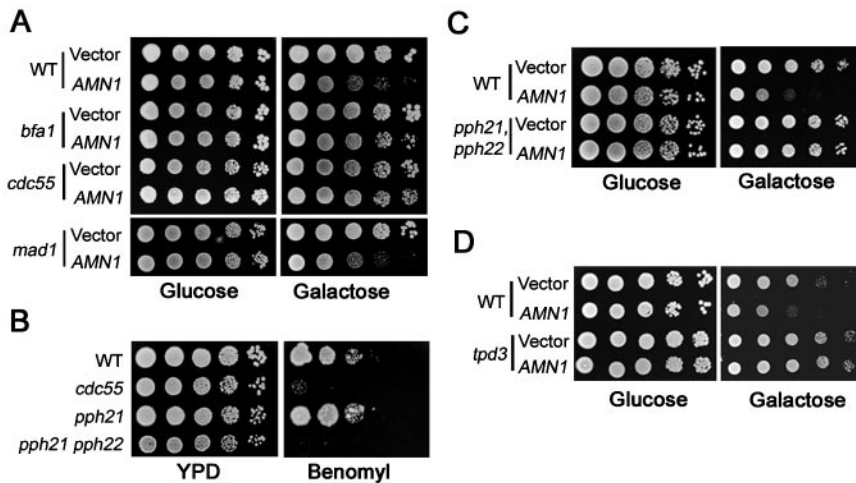 A
WT
Vector
AMN1
bfa1
Vector
AMN1
cdc55
Vector
AMN1
mad1
Vector
AMN1
Glucose
Galactose
B
WT
cdc55
pph21
pph21 pph22
YPD
Benomyl
C
WT
Vector
AMN1
pph21,
pph22
Vector
AMN1
Glucose
Galactose
D
WT
Vector
AMN1
tpd3
Vector
AMN1
Glucose
Galactose